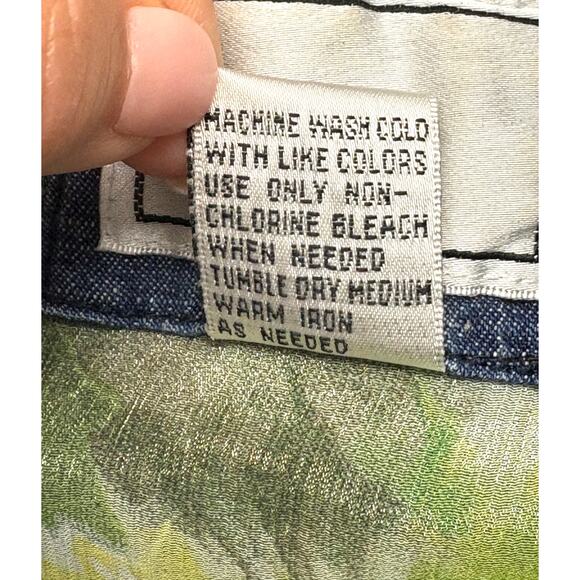 MACHINE WASH COLD
WITH LIKE COLORS
USE ONLY NON-
CHLORINE BLEACH
WHEN NEEDED
TUMBLE DRY MEDIUM
WARM IRON
AS NEEDED